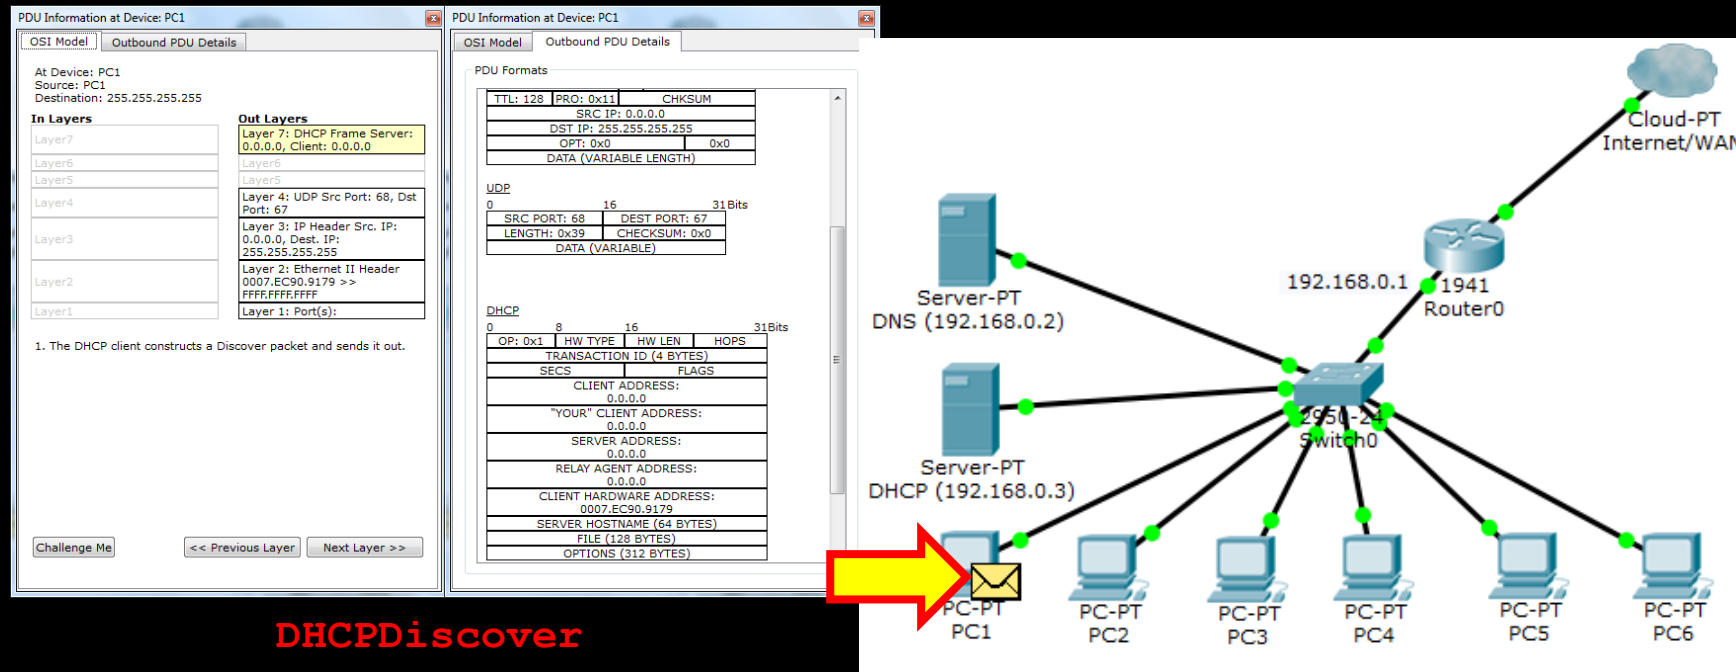 PDU Information at Device: PC1
OSI Model
Outbound PDU Details
At Device: PC1
Source: PC1
Destination: 255.255.255.255
In Layers
Layer7
Layer6
Layer5
Layer4
Layer3
Layer2
Layer1
Out Layers
Layer 7: DHCP Frame Server:
0.0.0.0, Client: 0.0.0.0
Layer6
Layer5
Layer 4: UDP Src Port: 68, Dst
Port: 67
Layer 3: IP Header Src. IP:
0.0.0.0, Dest. IP:
255.255.255.255
Layer 2: Ethernet II Header
0007.EC90.9179 >>
FFFF.FFFF.FFFF
Layer 1: Port(s):
1. The DHCP client constructs a Discover packet and sends it out.
Challenge Me
<< Previous Layer
Next Layer >>
PDU Information at Device: PC1
OSI Model
Outbound PDU Details
PDU Formats
TTL: 128 PRO: 0x11 CHKSUM
SRC IP: 0.0.0.0
DST IP: 255.255.255.255
OPT: 0x0 0x0
DATA (VARIABLE LENGTH)
UDP
0 16 31 Bits
SRC PORT: 68 DEST PORT: 67
LENGTH: 0x39 CHECKSUM: 0x0
DATA (VARIABLE)
DHCP
0 8 16 31 Bits
OP: 0x1 HW TYPE HW LEN HOPS
TRANSACTION ID (4 BYTES)
SECS FLAGS
CLIENT ADDRESS:
0.0.0.0
"YOUR" CLIENT ADDRESS:
0.0.0.0
SERVER ADDRESS:
0.0.0.0
RELAY AGENT ADDRESS:
0.0.0.0
CLIENT HARDWARE ADDRESS:
0007.EC90.9179
SERVER HOSTNAME (64 BYTES)
FILE (128 BYTES)
OPTIONS (312 BYTES)
DHCPDiscover
Cloud-PT
Internet/WAN
192.168.0.1
1941
Router0
Server-PT
DNS (192.168.0.2)
2950-24
Switch0
Server-PT
DHCP (192.168.0.3)
PC-PT
PC1
PC-PT
PC2
PC-PT
PC3
PC-PT
PC4
PC-PT
PC5
PC-PT
PC6